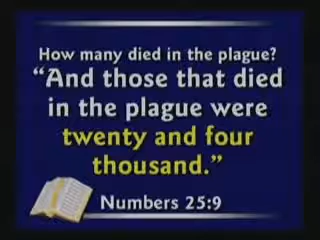 How many died in the plague?
“And those that died
in the plague were
twenty and four
thousand.”
Numbers 25:9